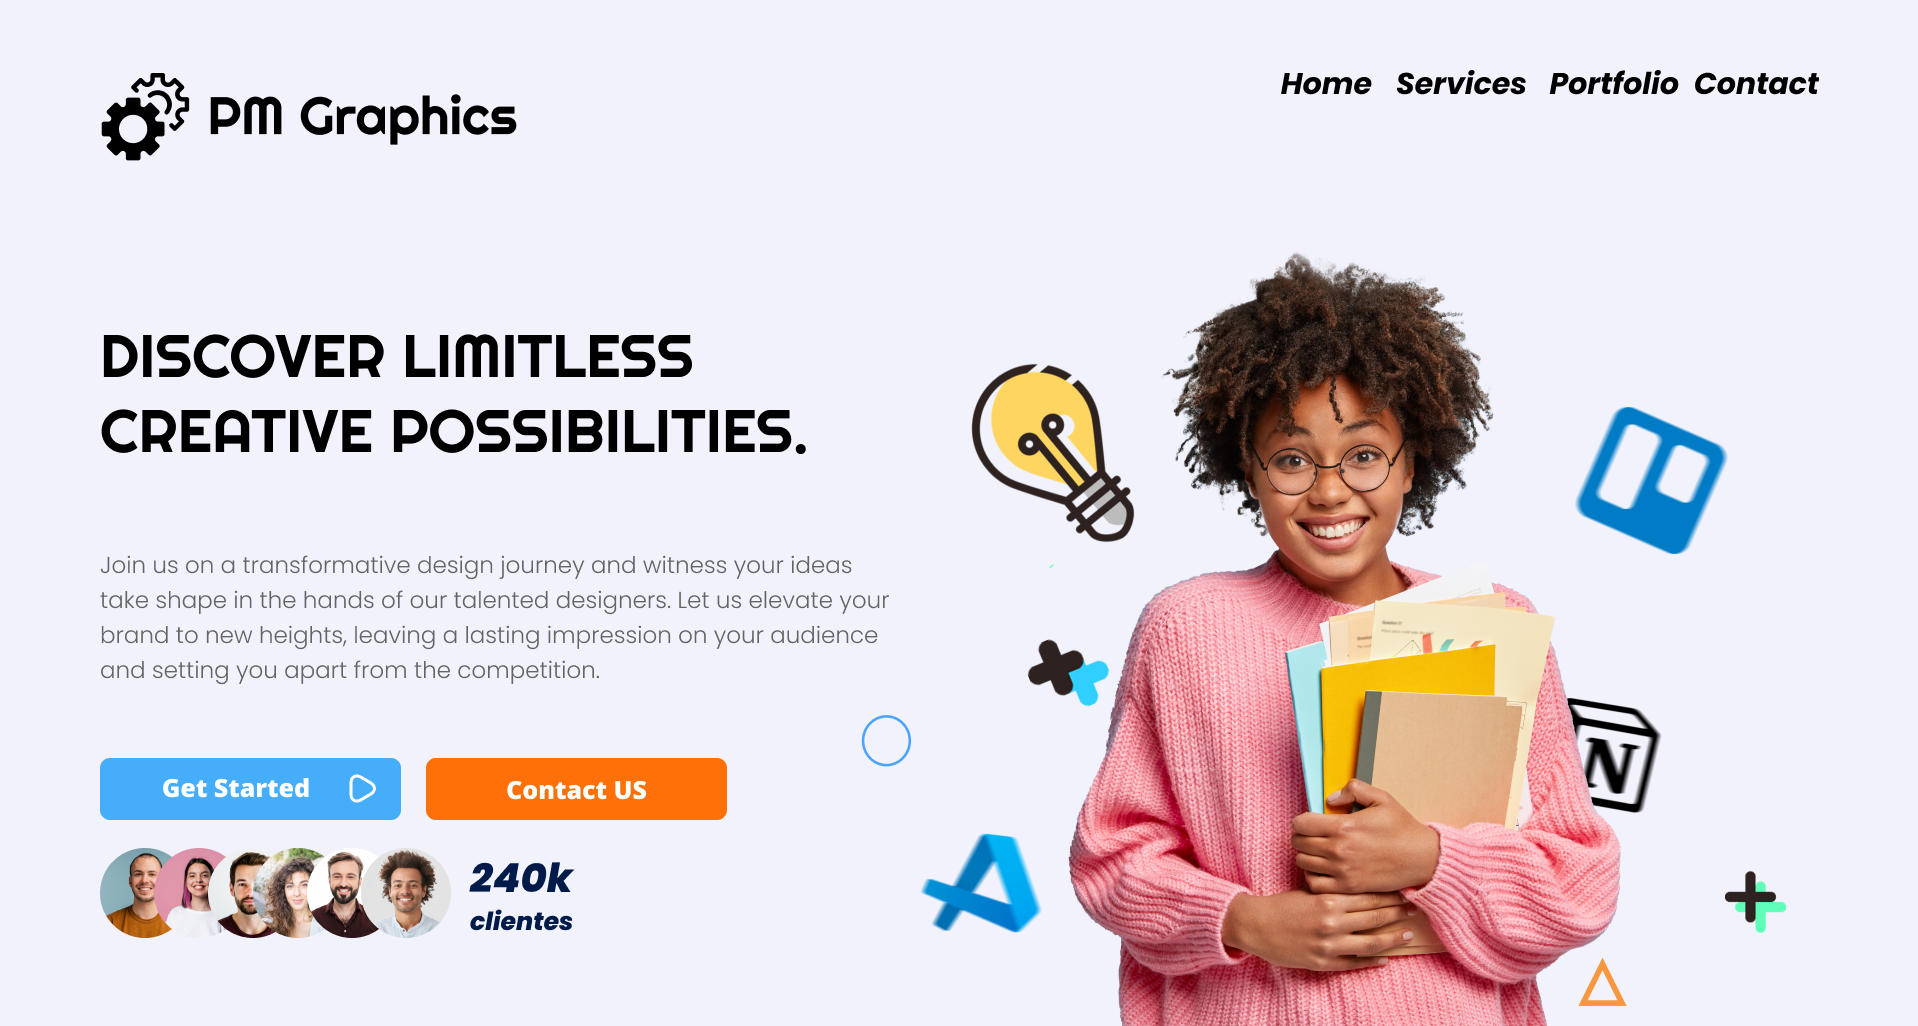 PM Graphics
Home Services Portfolio Contact
DISCOVER LIMITLESS
CREATIVE POSSIBILITIES.
Join us on a transformative design journey and witness your ideas
take shape in the hands of our talented designers. Let us elevate your
brand to new heights, leaving a lasting impression on your audience
and setting you apart from the competition.
Get Started
Contact US
240k
clientes
N